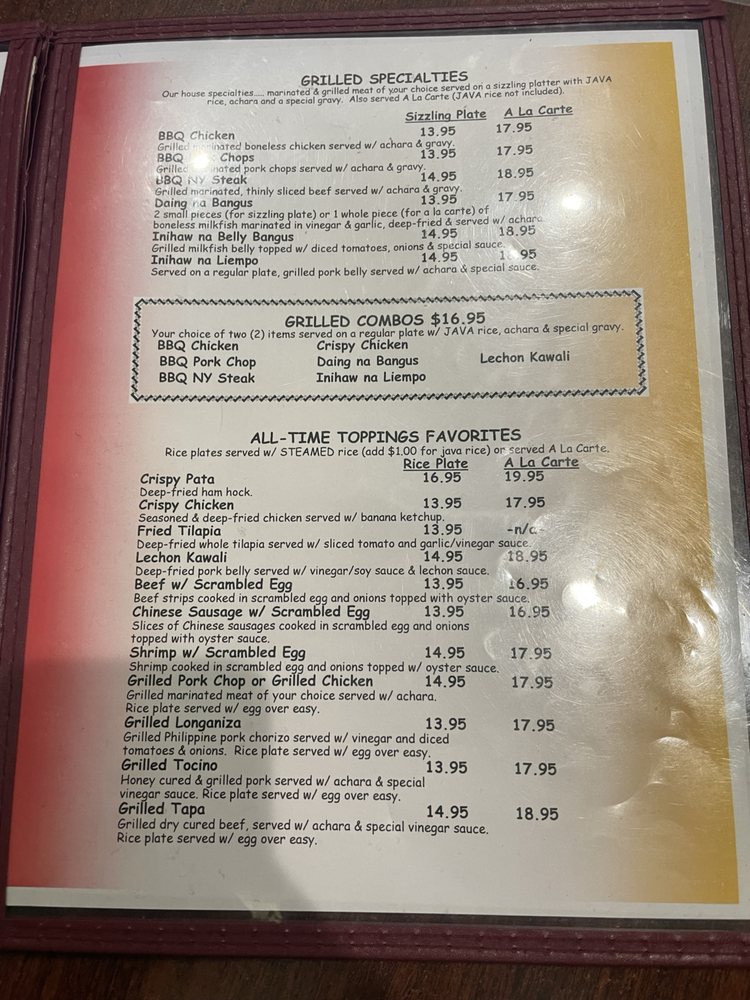 GRILLED SPECIALTIES
Our house specialties..... marinated & grilled meat of your choice served on a sizzling platter with JAVA
rice, achara and a special gravy. Also served A La Carte (JAVA rice not included).
Sizzling Plate A La Carte
BBQ Chicken 13.95 17.95
Grilled marinated boneless chicken served w/ achara & gravy.
BBQ Chops 13.95 17.95
Grilled pork chops served w/ achara & gravy.
BBQ NY Steak 14.95 18.95
Grilled marinated, thinly sliced beef served w/ achara & gravy.
Daing na Bangus 13.95 17.95
2 small pieces (for sizzling plate) or 1 whole piece (for a la carte) of
boneless milkfish marinated in vinegar & garlic, deep-fried & served w/ achara
Inihaw na Belly Bangus 14.95 18.95
Grilled milkfish belly topped w/ diced tomatoes, onions & special sauce.
Inihaw na Liempo 14.95
Served on a regular plate, grilled pork belly served w/ achara & special sauce.
GRILLED COMBOS $16.95
Your choice of two (2) items served on a regular plate w/ JAVA rice, achara & special gravy.
BBQ Chicken Crispy Chicken
BBQ Pork Chop Daing na Bangus Lechon Kawali
BBQ NY Steak Inihaw na Liempo
ALL-TIME TOPPINGS FAVORITES
Rice plates served w/ STEAMED rice (add $1.00 for java rice) or served A La Carte.
Rice Plate A La Carte
Crispy Pata 16.95 19.95
Deep-fried ham hock.
Crispy Chicken 13.95 17.95
Seasoned & deep-fried chicken served w/ banana ketchup.
Fried Tilapia 13.95 -n/a-
Deep-fried whole tilapia served w/ sliced tomato and garlic/vinegar sauce.
Lechon Kawali 14.95 18.95
Deep-fried pork belly served w/ vinegar/soy sauce & lechon sauce.
Beef w/ Scrambled Egg 13.95 16.95
Beef strips cooked in scrambled egg and onions topped with oyster sauce.
Chinese Sausage w/ Scrambled Egg 13.95 16.95
Slices of Chinese sausages cooked in scrambled egg and onions
topped with oyster sauce.
Shrimp w/ Scrambled Egg 14.95 17.95
Shrimp cooked in scrambled egg and onions topped w/ oyster sauce.
Grilled Pork Chop or Grilled Chicken 14.95 17.95
Grilled marinated meat of your choice served w/ achara.
Rice plate served w/ egg over easy.
Grilled Longaniza 13.95 17.95
Grilled Philippine pork chorizo served w/ vinegar and diced
tomatoes & onions. Rice plate served w/ egg over easy.
Grilled Tocino 13.95 17.95
Honey cured & grilled pork served w/ achara & special
vinegar sauce. Rice plate served w/ egg over easy.
Grilled Tapa 14.95 18.95
Grilled dry cured beef, served w/ achara & special vinegar sauce.
Rice plate served w/ egg over easy.